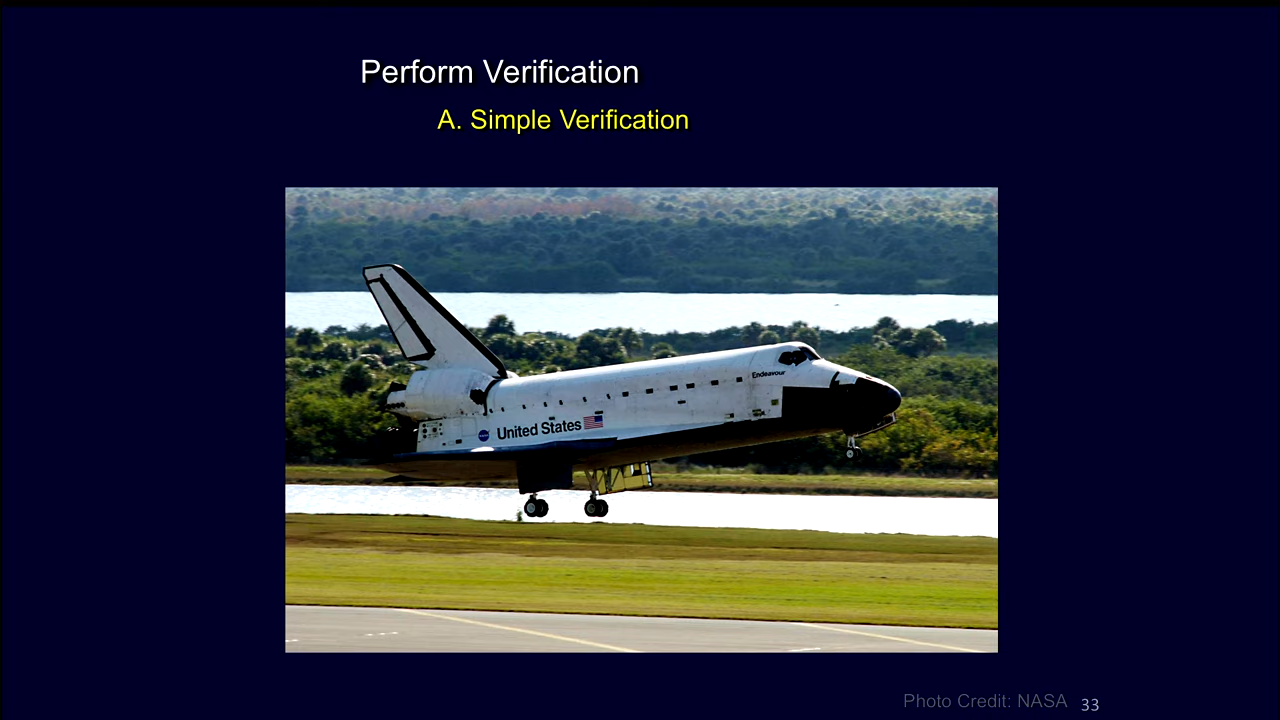 Perform Verification
A. Simple Verification
Endeavour
United States
Photo Credit: NASA
33